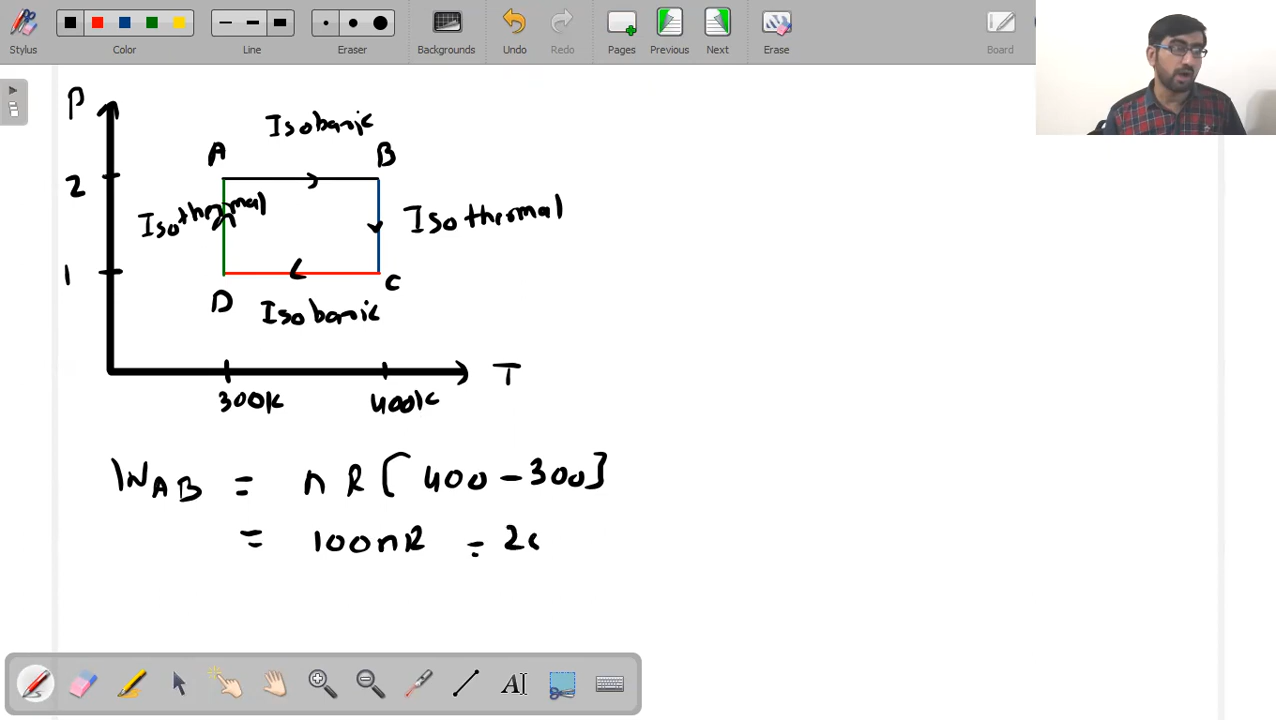 Stylus Color Line Eraser Backgrounds Undo Redo Pages Previous Next Erase Board
P
Isobaric
A B
2
Isothermal Isothermal
1
D C
Isobaric
T
300K 400K
W_AB = nR[400-300]
= 100nR = 20